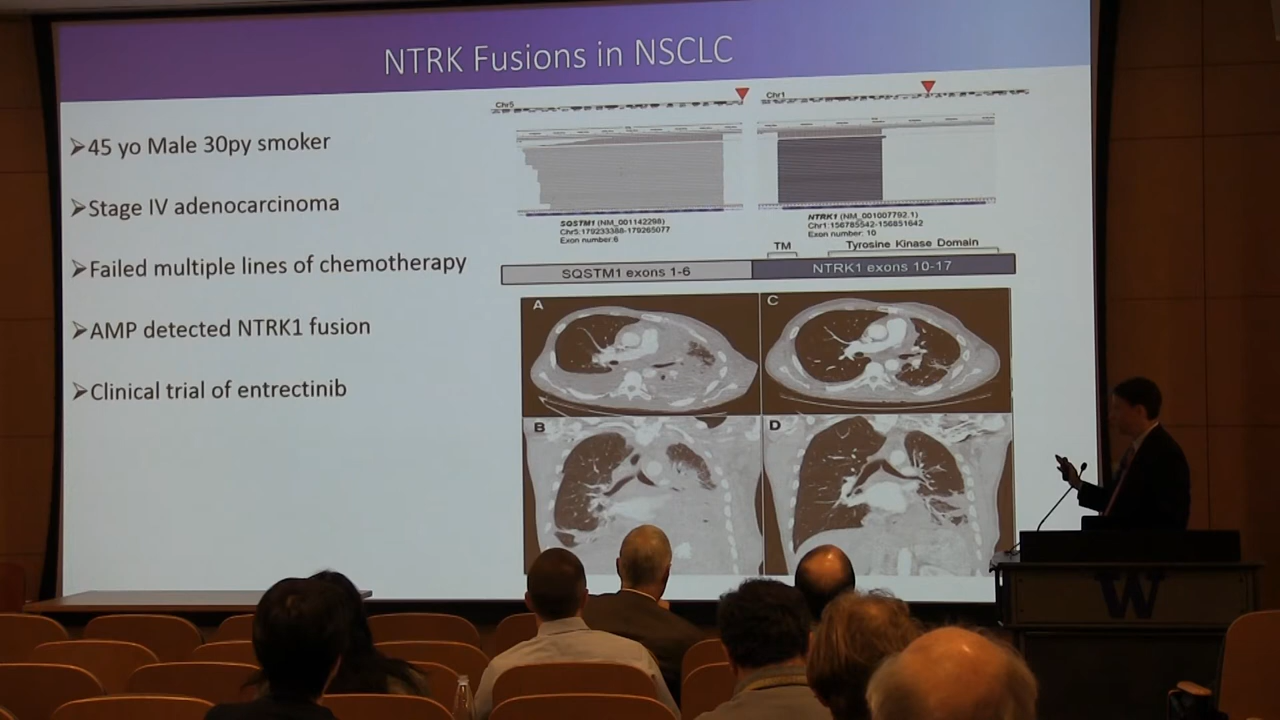 NTRK Fusions in NSCLC
➢45 yo Male 30py smoker
➢Stage IV adenocarcinoma
➢Failed multiple lines of chemotherapy
➢AMP detected NTRK1 fusion
➢Clinical trial of entrectinib
Chr5
Chr1
SQSTM1 (NM_001142298)
Chr5:179233388-179265077
Exon number:6
NTRK1 (NM_001007792.1)
Chr1:156785542-156851642
Exon number: 10
TM
Tyrosine Kinase Domain
SQSTM1 exons 1-6
NTRK1 exons 10-17
A
C
B
D
W